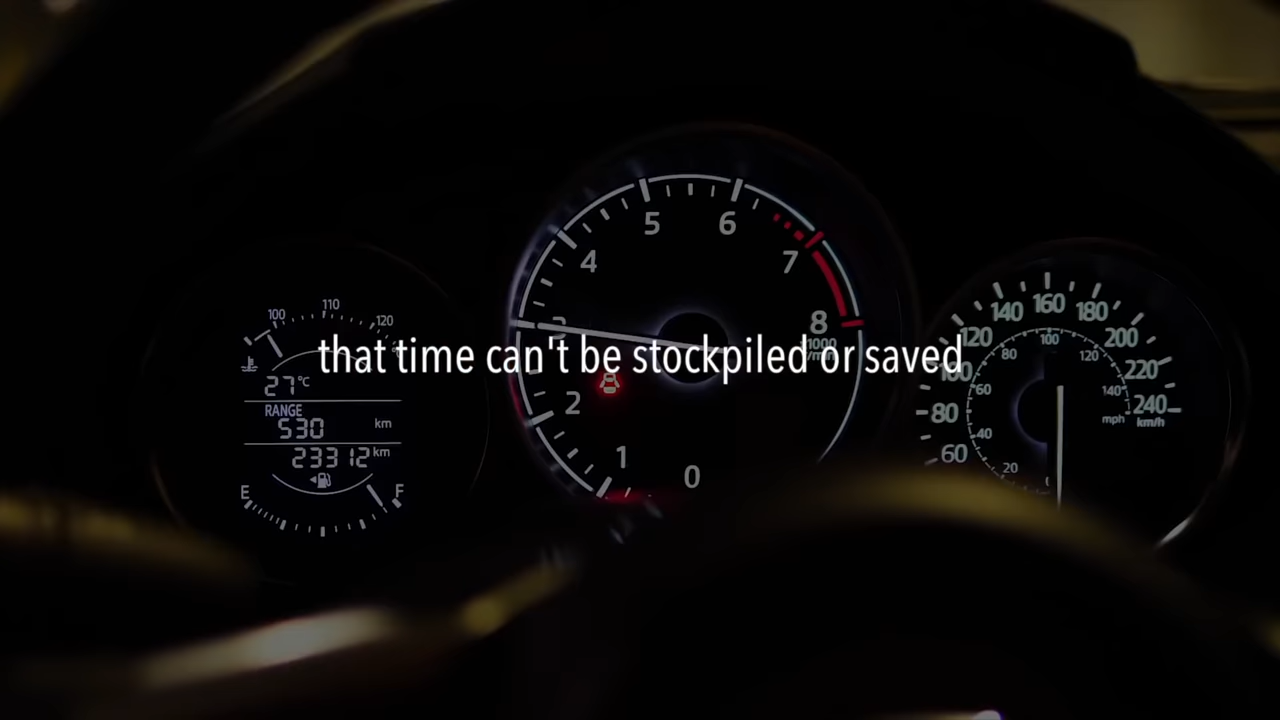 that time can't be stockpiled or saved
100 110 120
27°C
RANGE
530 km
23312 km
E F
0 1 2 3 4 5 6 7 8
1000
/min
60 80 100 120 140 160 180 200 220 240
km/h
20 40 60 80 100 120 140
mph